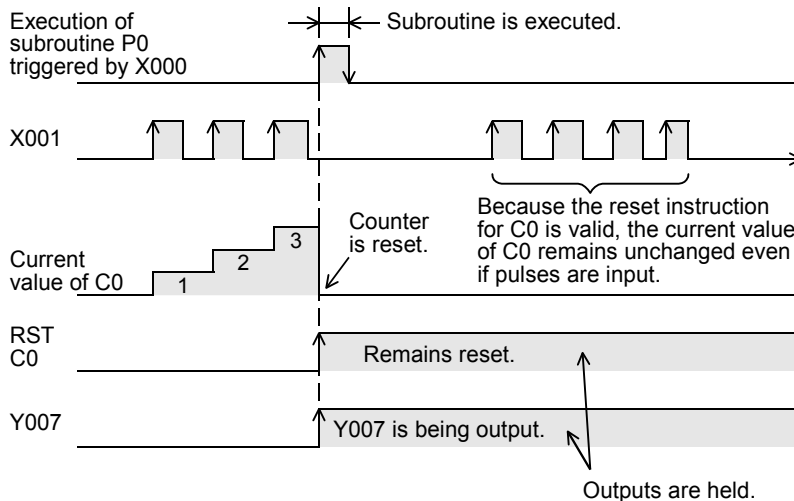 Execution of
subroutine P0
triggered by X000
Subroutine is executed.
X001
Because the reset instruction
for C0 is valid, the current value
of C0 remains unchanged even
if pulses are input.
Counter
is reset.
Current
value of C0
1
2
3
RST
C0
Remains reset.
Y007
Y007 is being output.
Outputs are held.